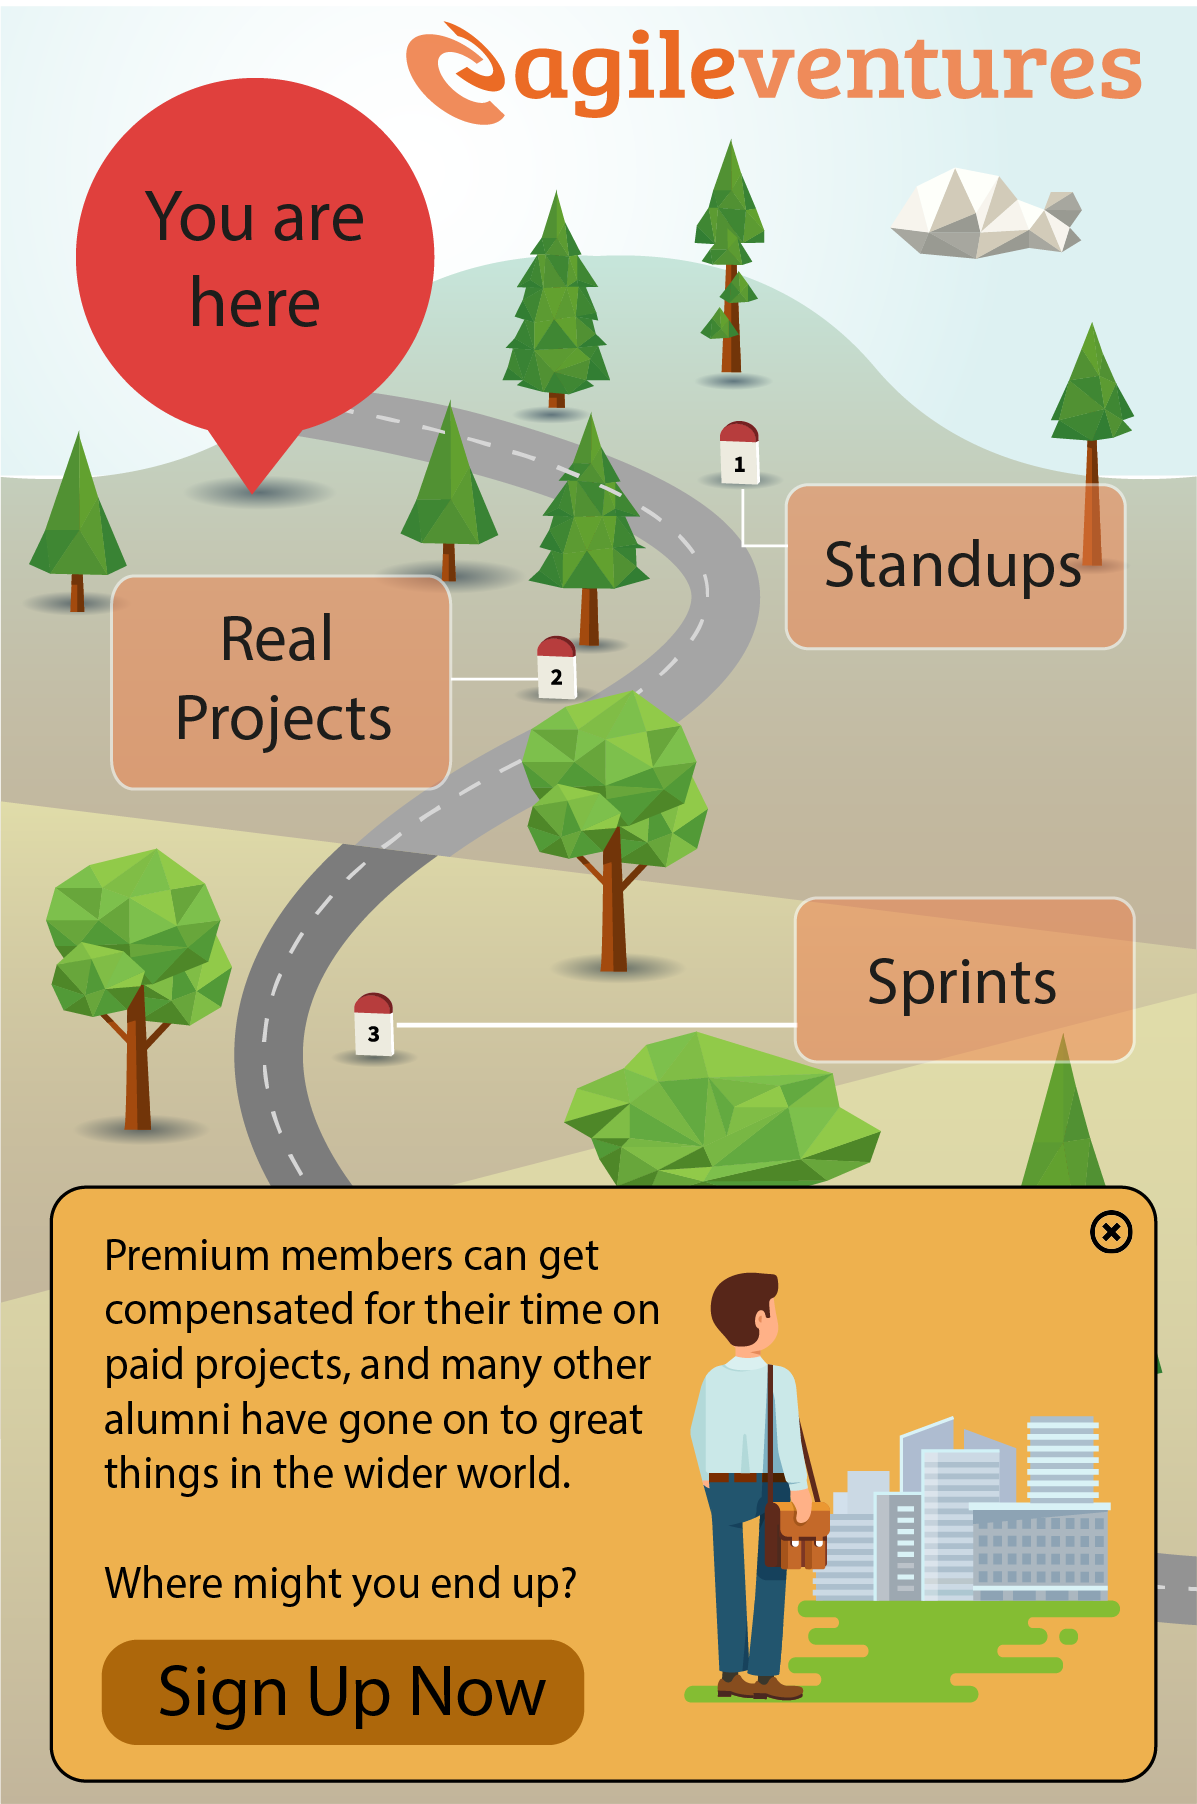 agileventures
You are
here
1
Standups
Real
Projects
2
Sprints
3
Premium members can get
compensated for their time on
paid projects, and many other
alumni have gone on to great
things in the wider world.
Where might you end up?
Sign Up Now